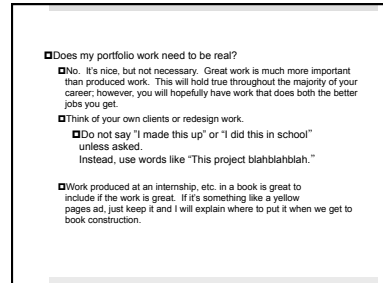 Does my portfolio work need to be real?
No. It's nice, but not necessary. Great work is much more important
than produced work. This will hold true throughout the majority of your
career; however, you will hopefully have work that does both the better
jobs you get.
Think of your own clients or redesign work.
Do not say "I made this up" or "I did this in school"
unless asked.
Instead, use words like "This project blahblahblah."
Work produced at an internship, etc. in a book is great to
include if the work is great. If it's something like a yellow
pages ad, just keep it and I will explain where to put it when we get to
book construction.